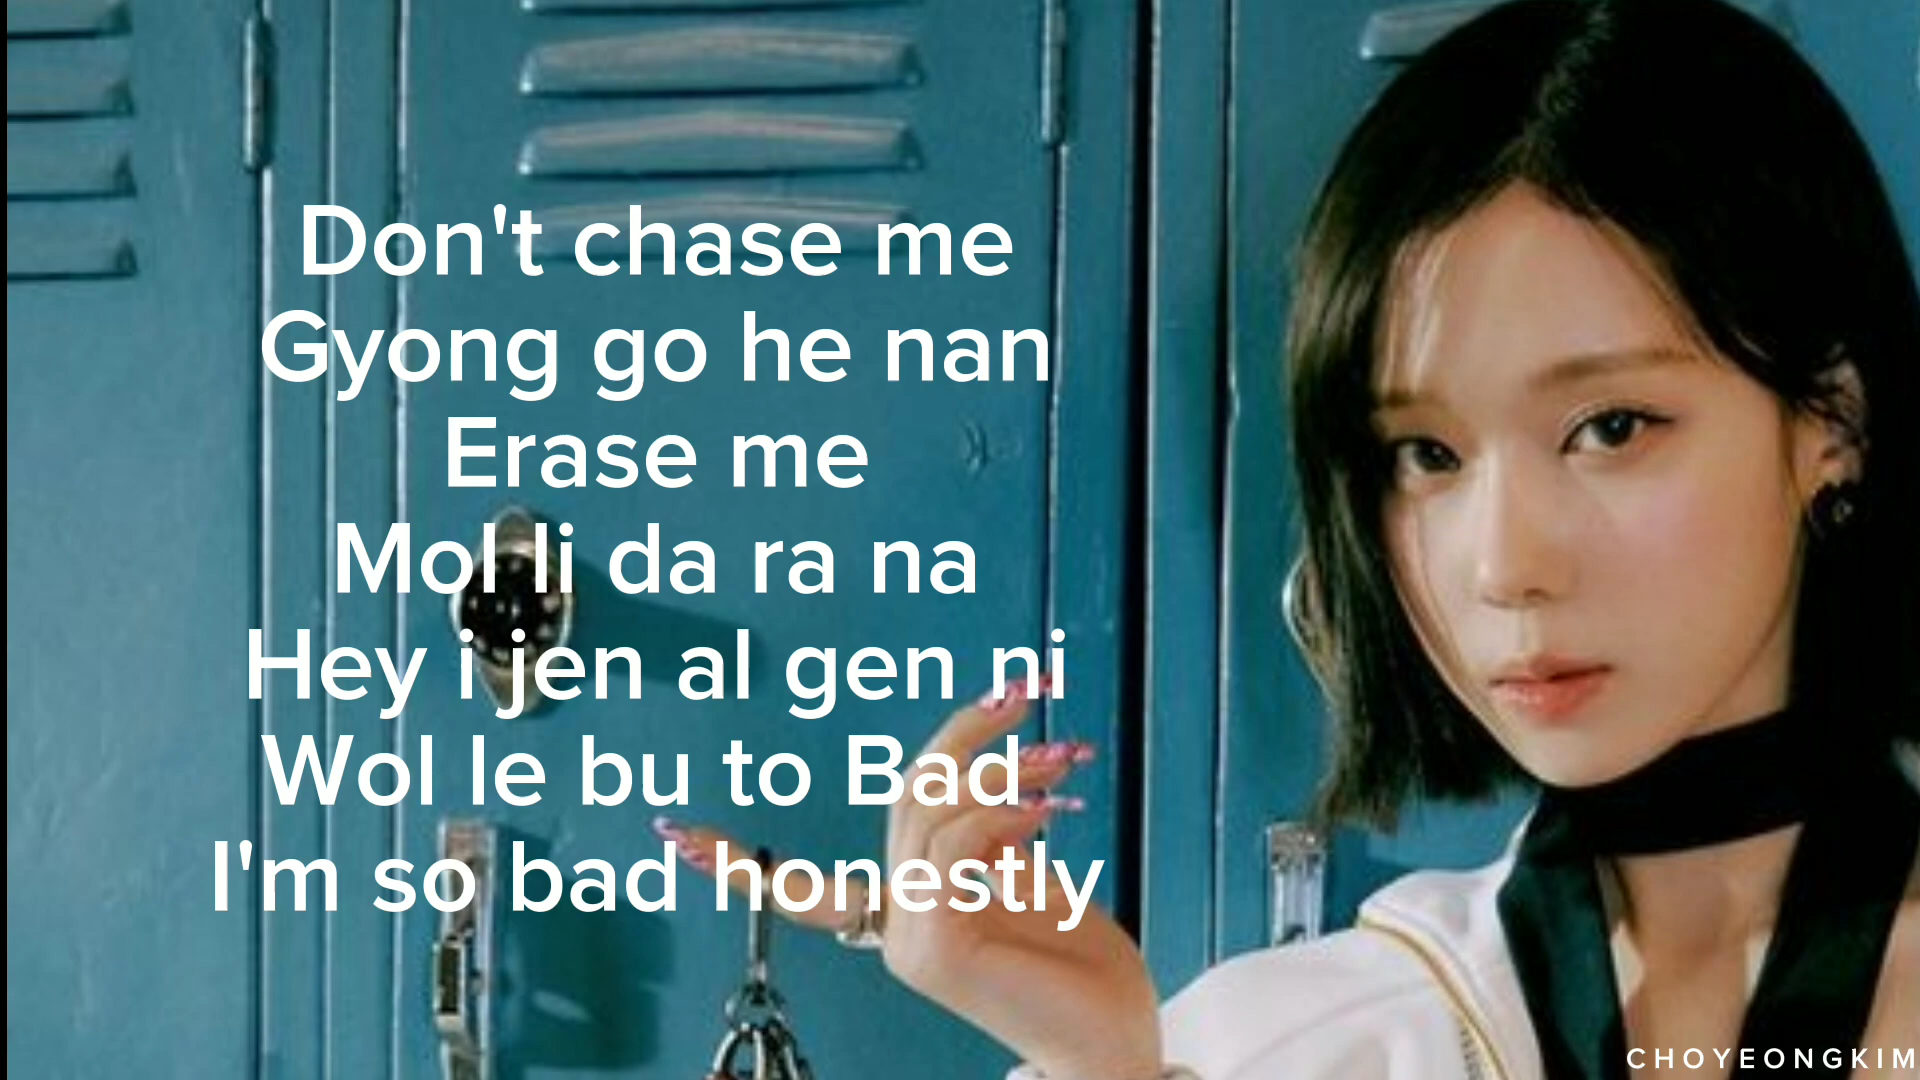 Don't chase me
Gyong go he nan
Erase me
Mol li da ra na
Hey i jen al gen ni
Wol le bu to Bad
I'm so bad honestly
CHOYEONGKIM